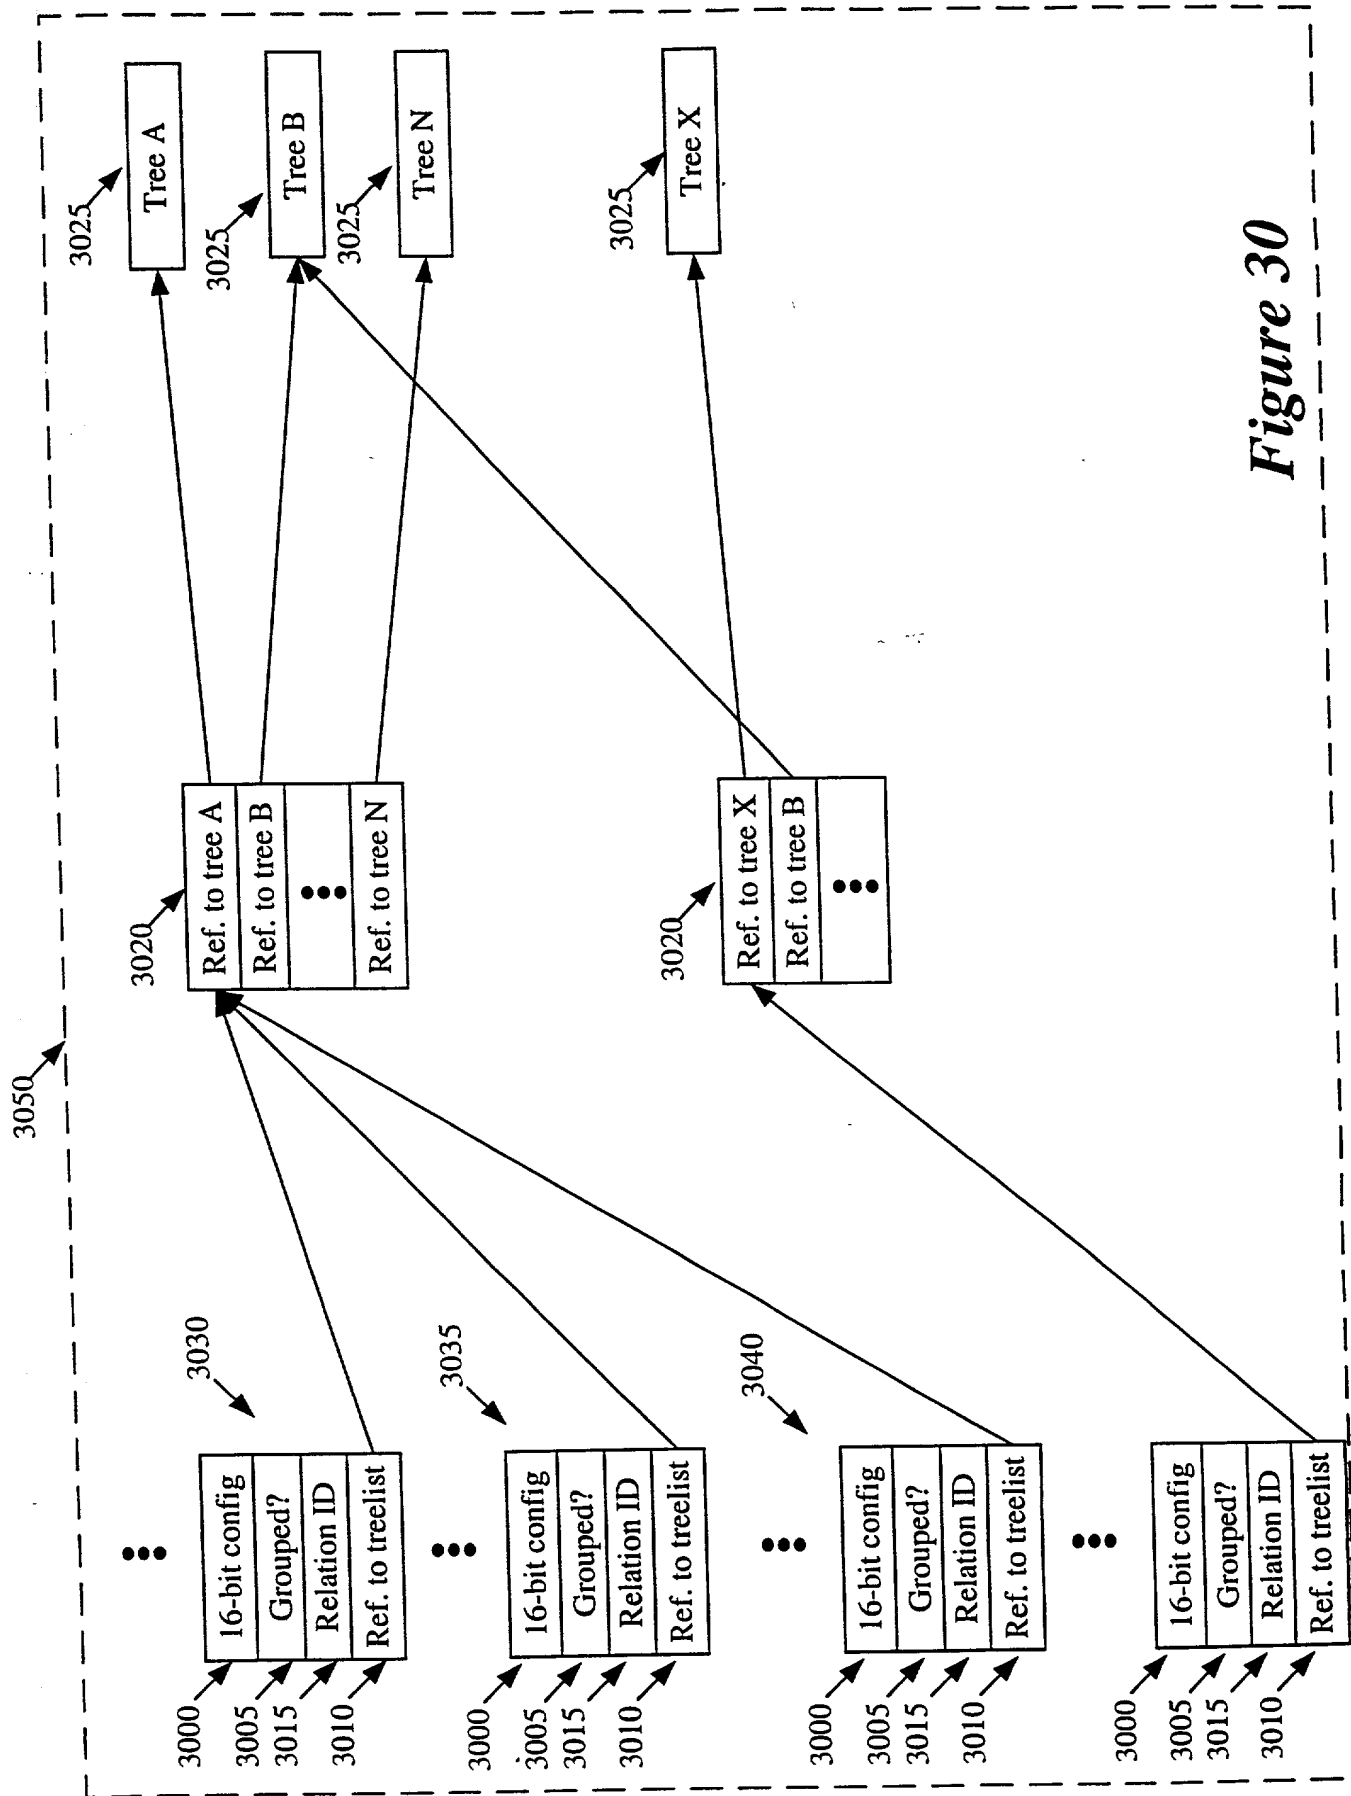 3050
3000
3005
3015
3010
16-bit config
Grouped?
Relation ID
Ref. to treelist
3030
3000
3005
3015
3010
16-bit config
Grouped?
Relation ID
Ref. to treelist
3035
3000
3005
3015
3010
16-bit config
Grouped?
Relation ID
Ref. to treelist
3040
3000
3005
3015
3010
16-bit config
Grouped?
Relation ID
Ref. to treelist
3020
Ref. to tree A
Ref. to tree B
Ref. to tree N
3020
Ref. to tree X
Ref. to tree B
3025
Tree A
3025
Tree B
3025
Tree N
3025
Tree X
Figure 30